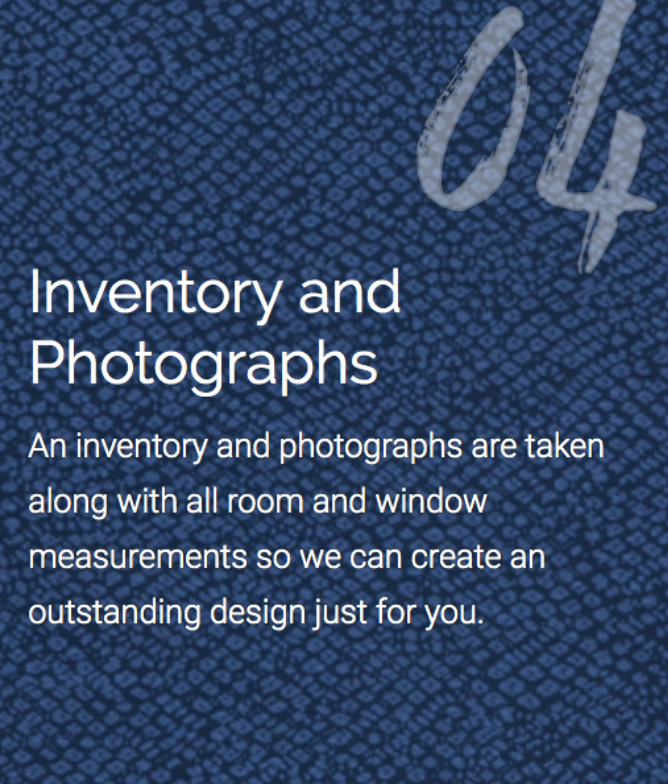 04
Inventory and
Photographs
An inventory and photographs are taken
along with all room and window
measurements so we can create an
outstanding design just for you.